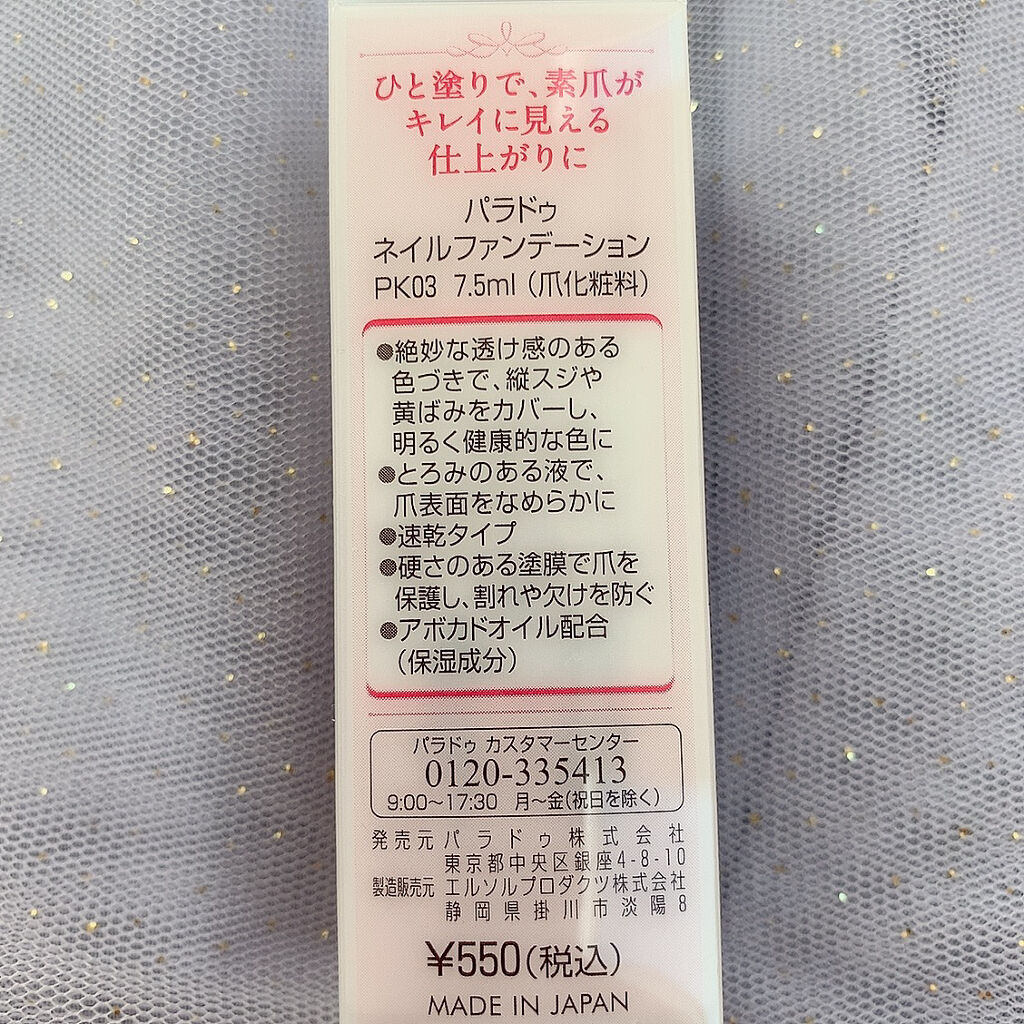 ひと塗りで、素爪が
キレイに見える
仕上がりに
パラドゥ
ネイルファンデーション
PK03 7.5ml（爪化粧料）
●絶妙な透け感のある
色づきで、縦スジや
黄ばみをカバーし、
明るく健康的な色に
●とろみのある液で、
爪表面をなめらかに
●速乾タイプ
●硬さのある塗膜で爪を
保護し、割れや欠けを防ぐ
●アボカドオイル配合
（保湿成分）
パラドゥ カスタマーセンター
0120-335413
9:00～17:30 月～金（祝日を除く）
発売元 パラドゥ株式会社
東京都中央区銀座4-8-10
製造販売元 エルソルプロダクツ株式会社
静岡県掛川市淡陽8
¥550（税込）
MADE IN JAPAN